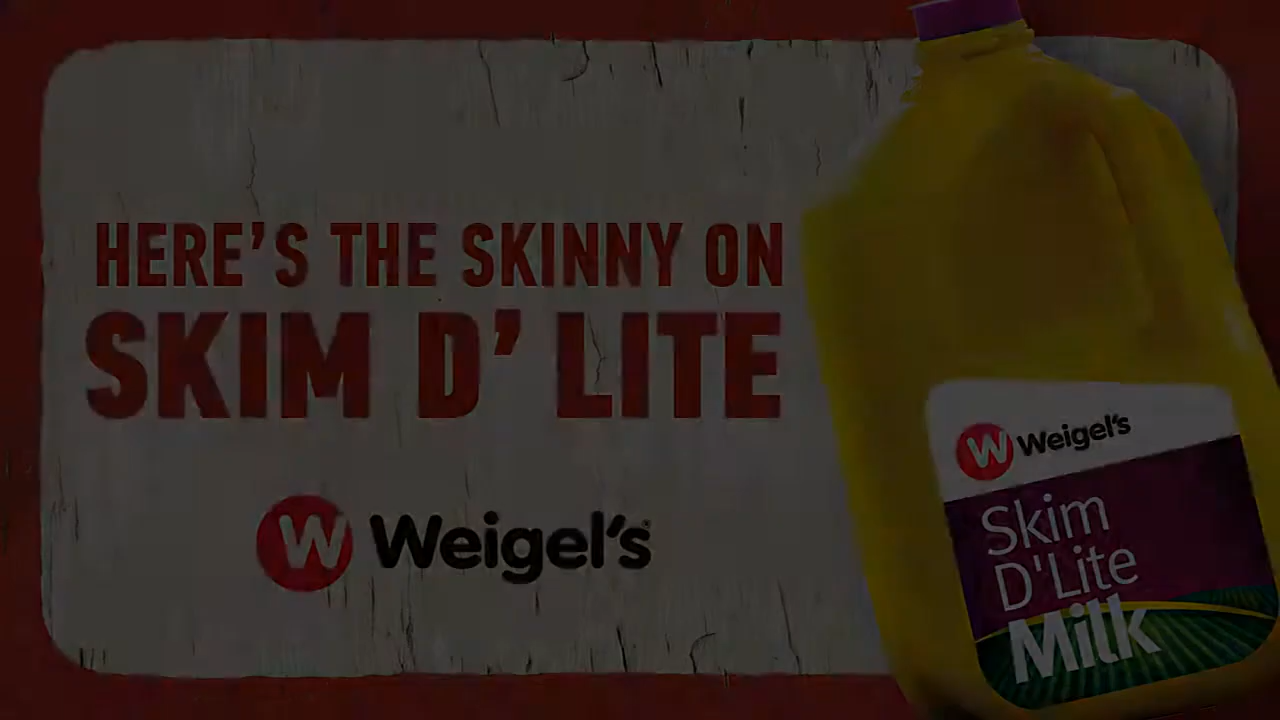 HERE'S THE SKINNY ON
SKIM D' LITE
W Weigel's
W Weigel's
Skim
D'Lite
Milk